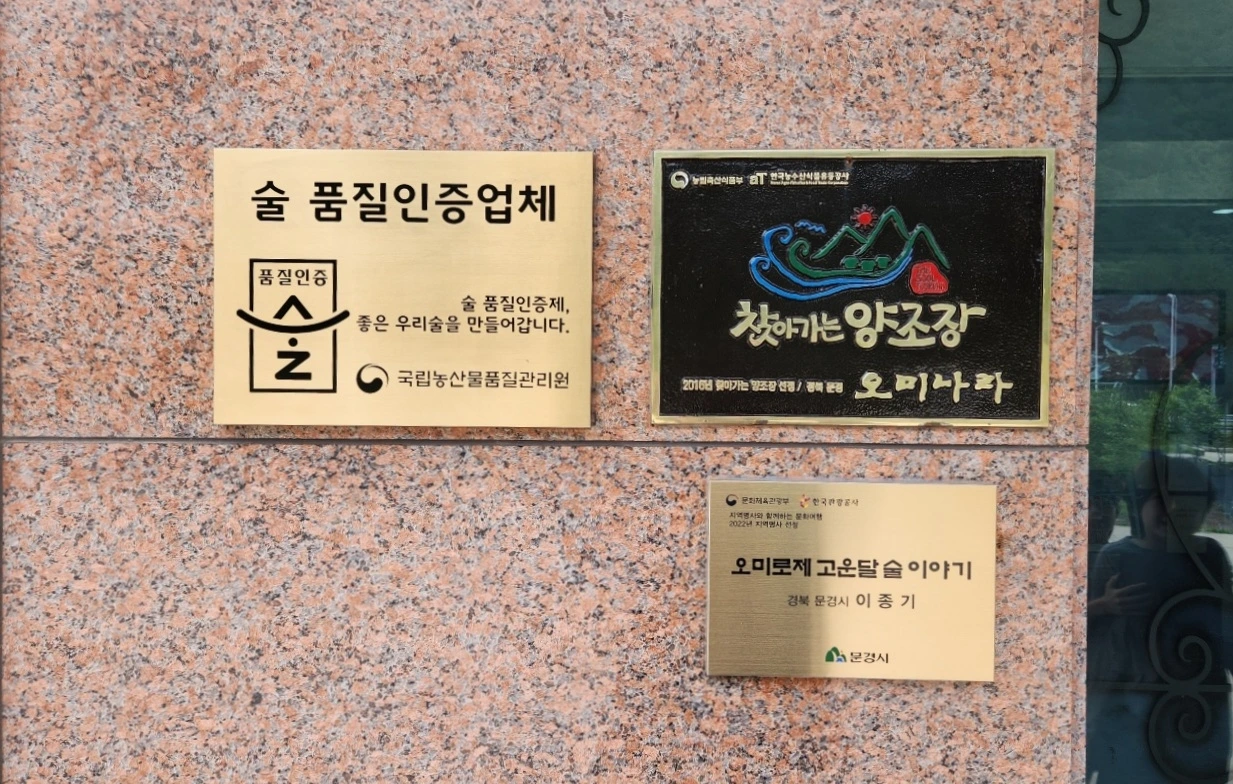 술 품질인증업체
품질인증
술
술 품질인증제,
좋은 우리술을 만들어갑니다.
국립농산물품질관리원
농림축산식품부 aT 한국농수산식품유통공사
찾아가는 양조장
2016년 찾아가는 양조장 선정 / 경북 문경 오미나라
문화체육관광부 한국관광공사
지역명사와 함께하는 문화여행
2022년 지역명사 선정
오미로제 고운달 술 이야기
경북 문경시 이종기
문경시